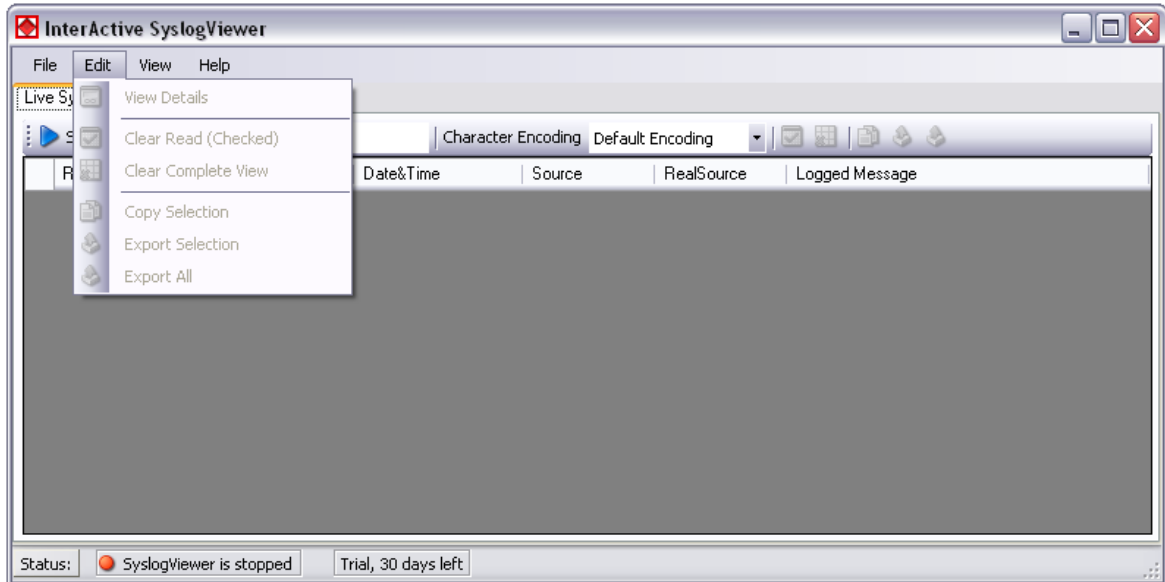 InterActive SyslogViewer
File Edit View Help
Live Sy
View Details
Clear Read (Checked)
Clear Complete View
Copy Selection
Export Selection
Export All
Character Encoding Default Encoding
Date&Time Source RealSource Logged Message
Status: SyslogViewer is stopped Trial, 30 days left